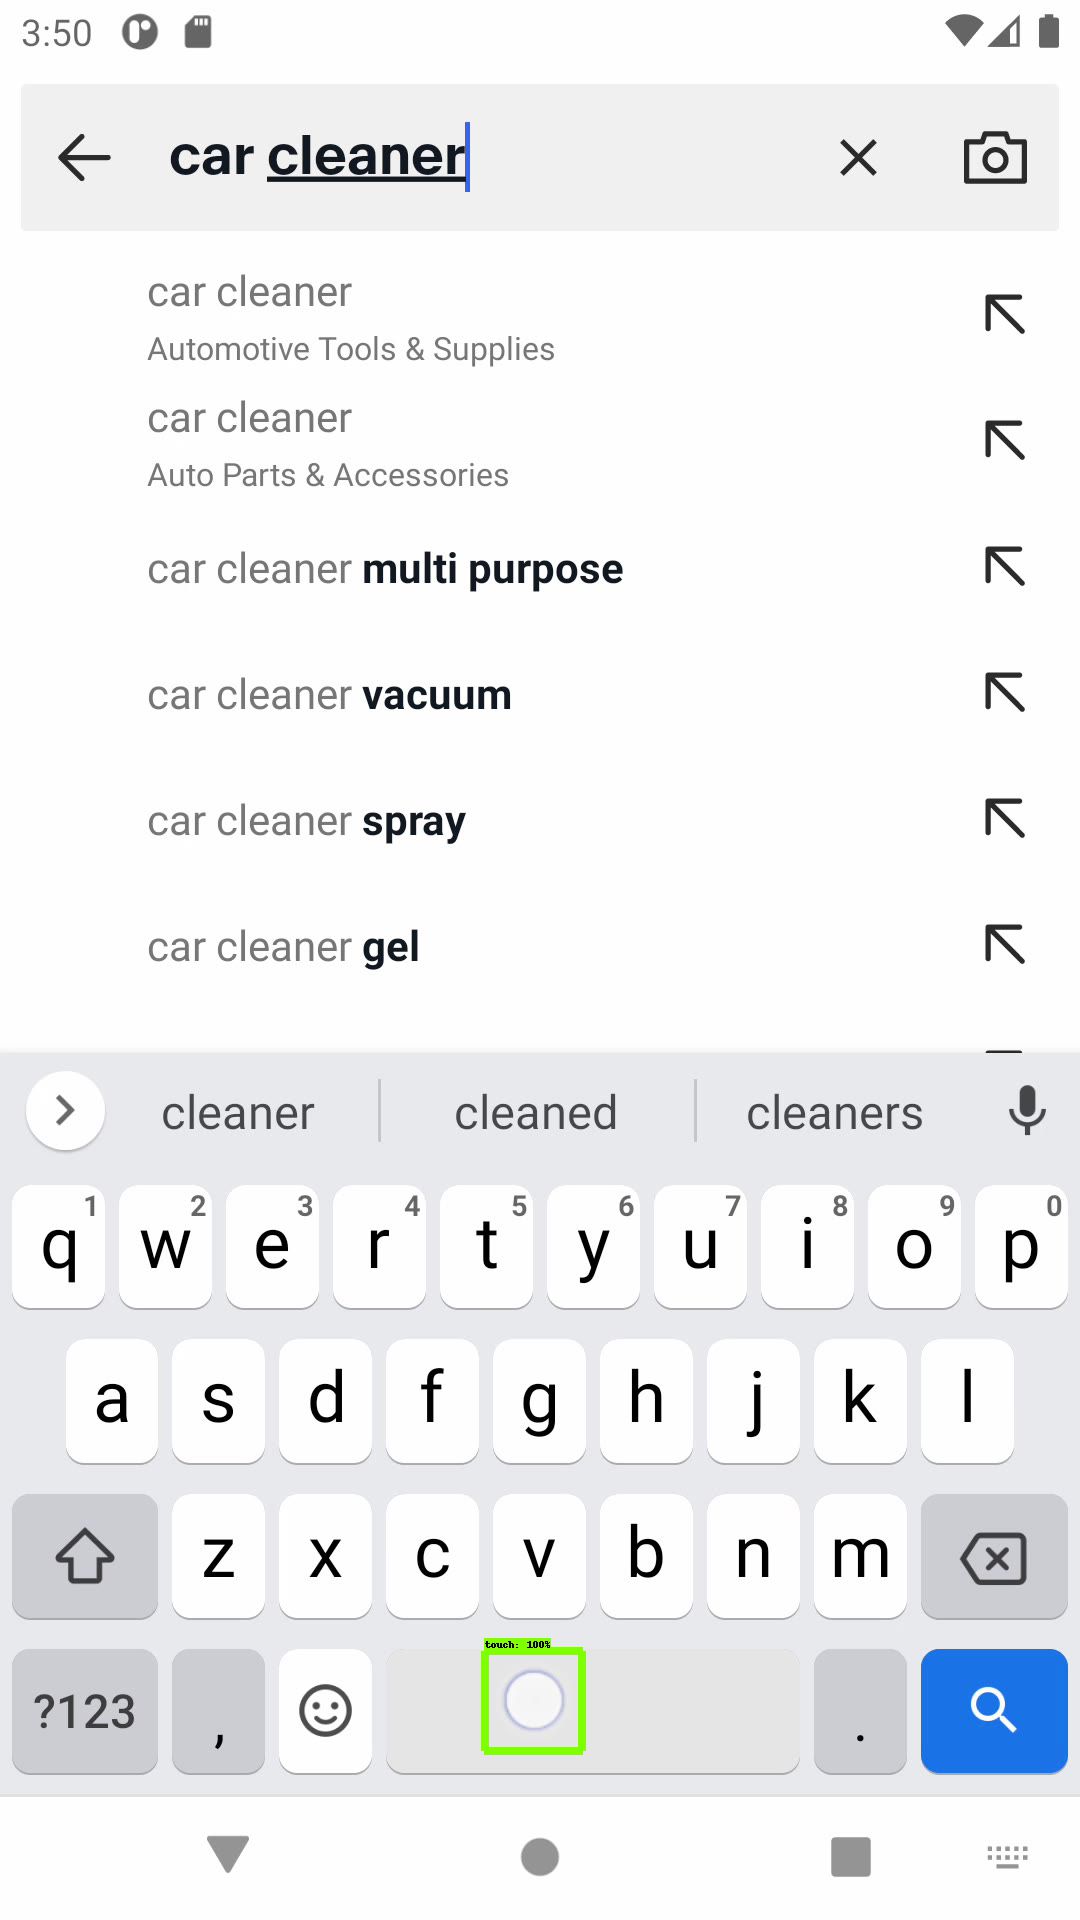 3:50
car cleaner
car cleaner
Automotive Tools & Supplies
car cleaner
Auto Parts & Accessories
car cleaner multi purpose
car cleaner vacuum
car cleaner spray
car cleaner gel
cleaner cleaned cleaners
1 2 3 4 5 6 7 8 9 0
q w e r t y u i o p
a s d f g h j k l
z x c v b n m
touch: 100%
?123 , .